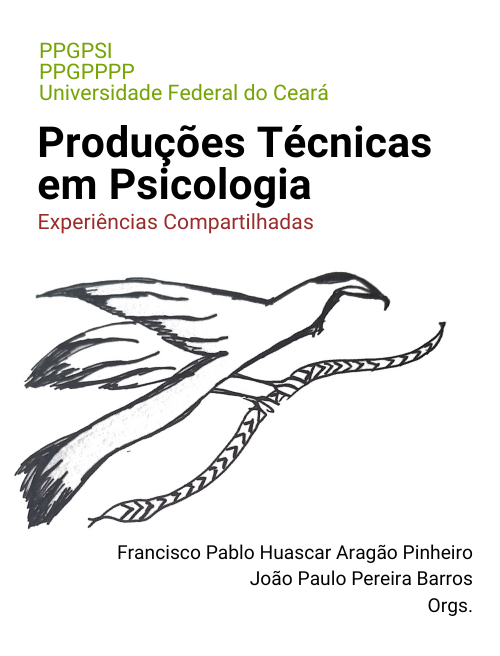 PPGPSI
PPGPPPP
Universidade Federal do Ceará
Produções Técnicas
em Psicologia
Experiências Compartilhadas
Francisco Pablo Huascar Aragão Pinheiro
João Paulo Pereira Barros
Orgs.